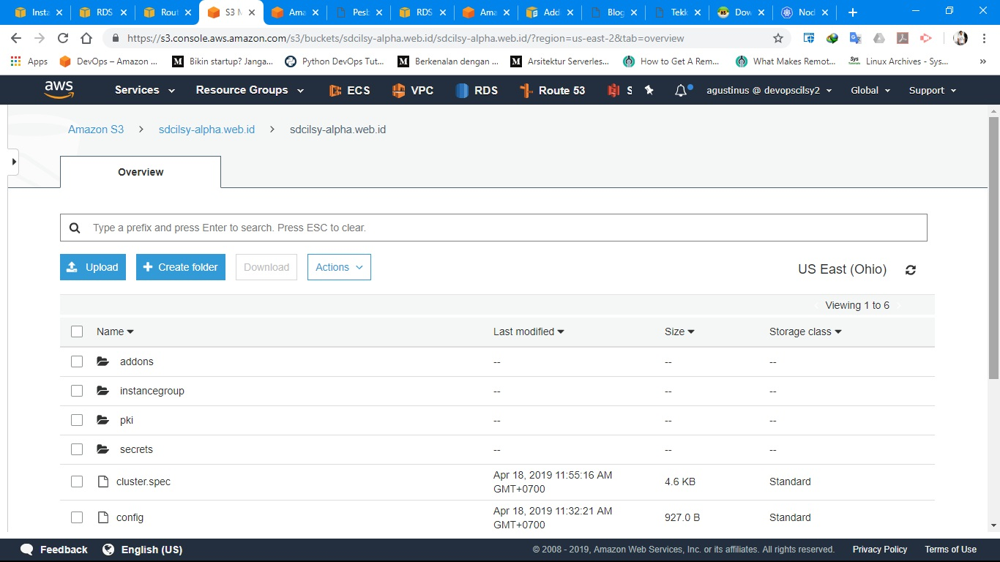 Insta RDS Rout S3 M Ama Pesb RDS Ama Add Blog Tekk Dow Nod
https://s3.console.aws.amazon.com/s3/buckets/sdcilsy-alpha.web.id/sdcilsy-alpha.web.id/?region=us-east-2&tab=overview
Apps DevOps – Amazon ... Bikin startup? Janga... Python DevOps Tut... Berkenalan dengan ... Arsitektur Serverles... How to Get A Rem... What Makes Remot... Linux Archives - Sys... »
aws Services Resource Groups ECS VPC RDS Route 53 S agustinus @ devopscilsy2 Global Support
Amazon S3 > sdcilsy-alpha.web.id > sdcilsy-alpha.web.id
Overview
Type a prefix and press Enter to search. Press ESC to clear.
Upload + Create folder Download Actions US East (Ohio)
Viewing 1 to 6
Name Last modified Size Storage class
addons -- -- --
instancegroup -- -- --
pki -- -- --
secrets -- -- --
cluster.spec Apr 18, 2019 11:55:16 AM 4.6 KB Standard
GMT+0700
config Apr 18, 2019 11:32:21 AM 927.0 B Standard
GMT+0700
Feedback English (US) © 2008 - 2019, Amazon Web Services, Inc. or its affiliates. All rights reserved. Privacy Policy Terms of Use